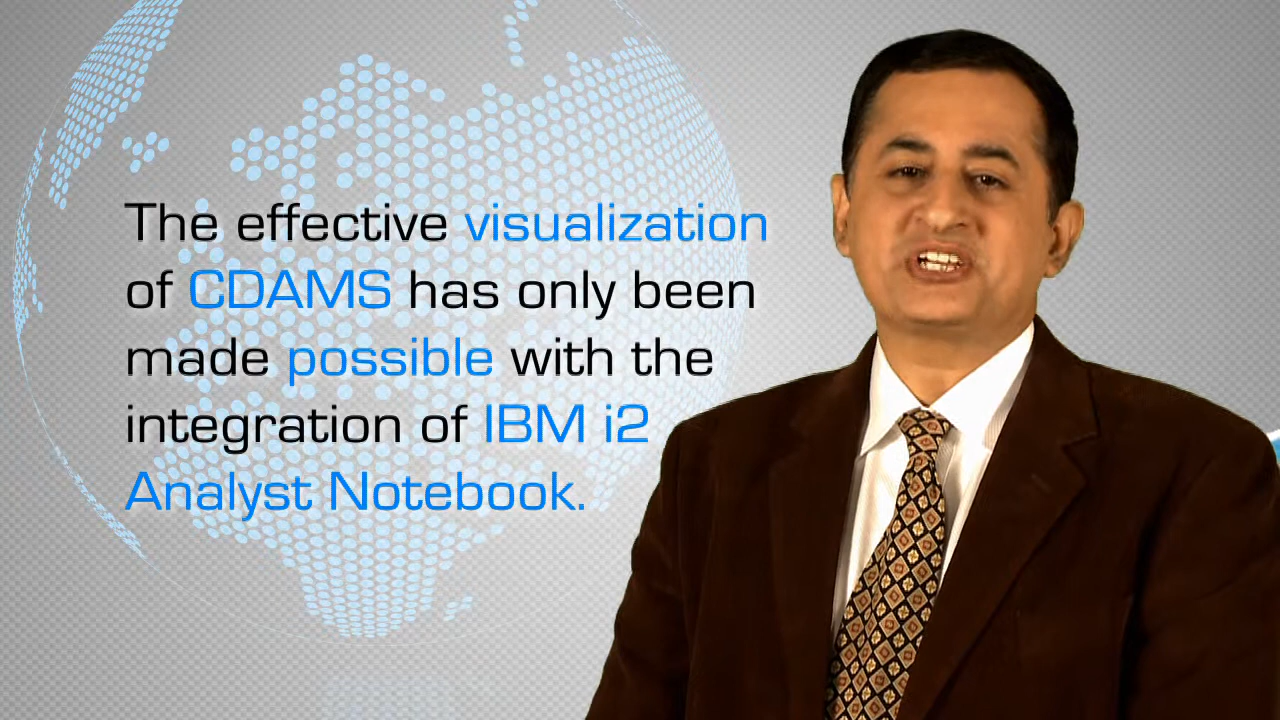 The effective visualization
of CDAMS has only been
made possible with the
integration of IBM i2
Analyst Notebook.